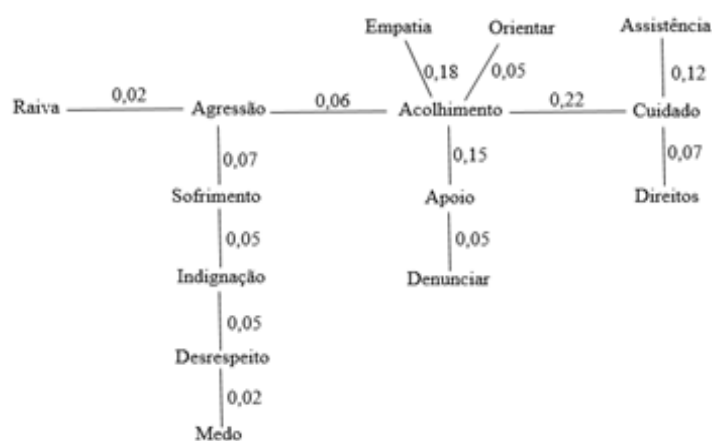 Empatia Orientar Assistência
0,18 0,05 0,12
Raiva 0,02 Agressão 0,06 Acolhimento 0,22 Cuidado
0,07 0,15 0,07
Sofrimento Apoio Direitos
0,05 0,05
Indignação Denunciar
0,05
Desrespeito
0,02
Medo